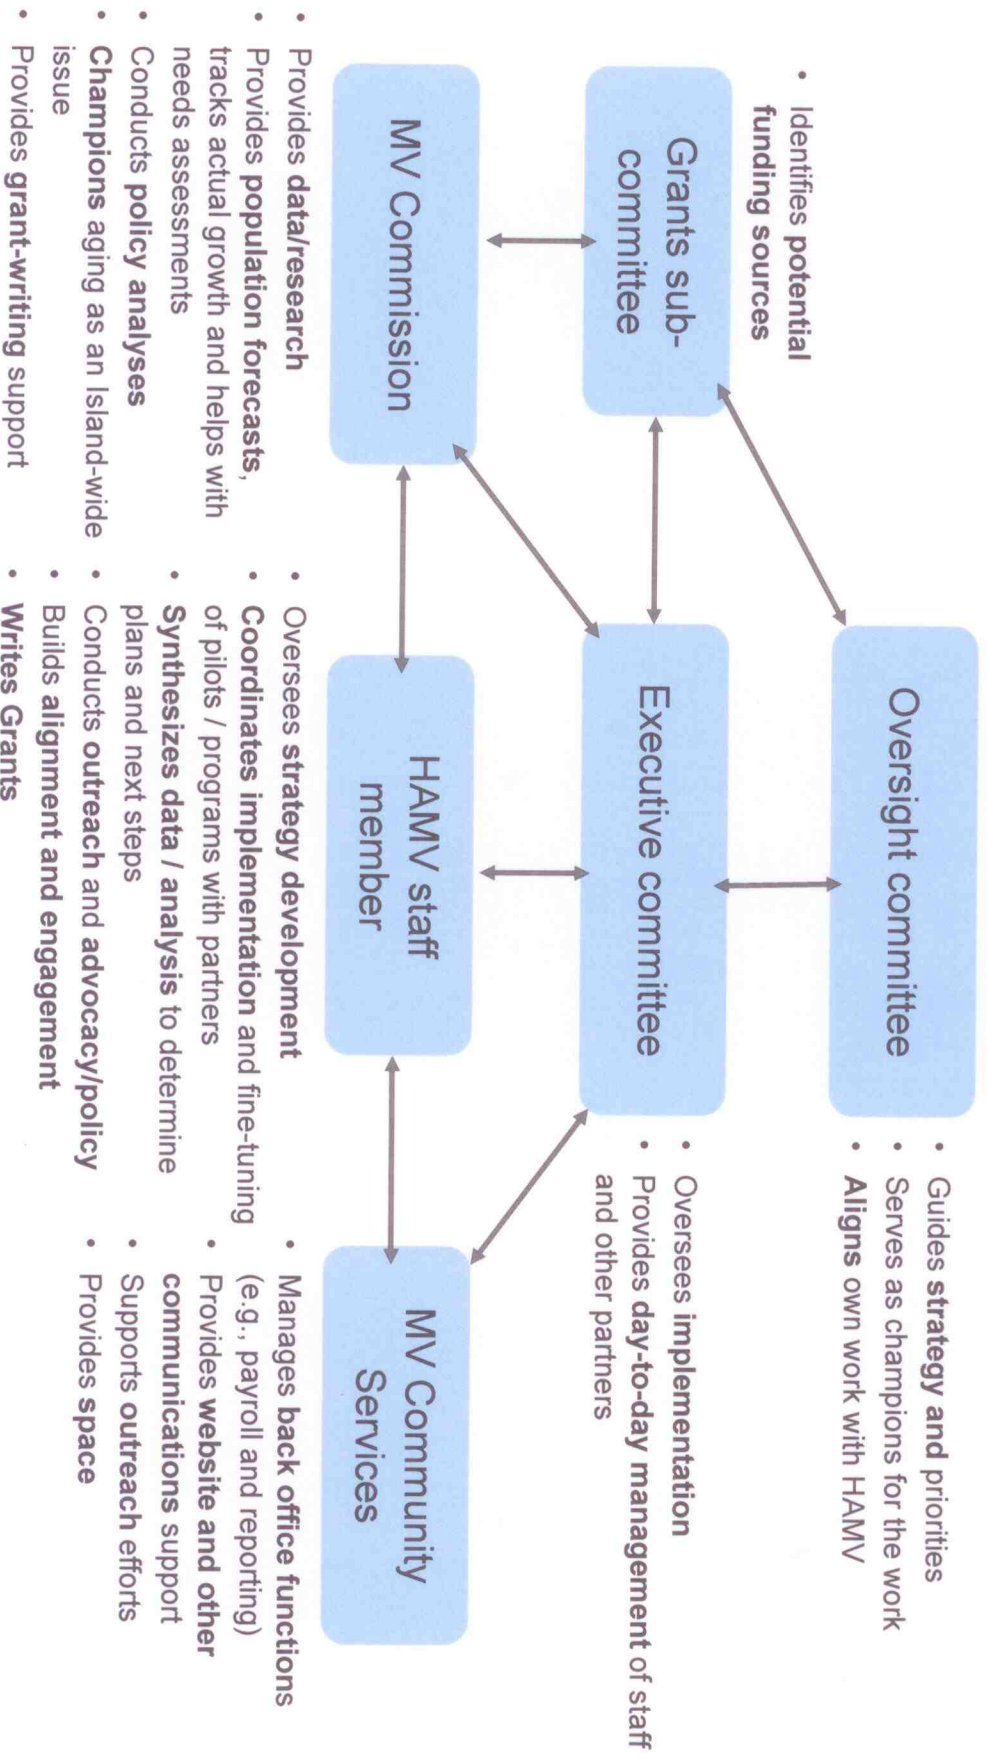 Oversight committee
• Guides strategy and priorities
• Serves as champions for the work
• Aligns own work with HAMV
• Identifies potential
funding sources
Grants sub-
committee
Executive committee
• Oversees implementation
• Provides day-to-day management of staff
and other partners
MV Commission
HAMV staff
member
MV Community
Services
• Provides data/research
• Provides population forecasts,
tracks actual growth and helps with
needs assessments
• Conducts policy analyses
• Champions aging as an Island-wide
issue
• Provides grant-writing support
• Oversees strategy development
• Coordinates implementation and fine-tuning
of pilots / programs with partners
• Synthesizes data / analysis to determine
plans and next steps
• Conducts outreach and advocacy/policy
• Builds alignment and engagement
• Writes Grants
• Manages back office functions
(e.g., payroll and reporting)
• Provides website and other
communications support
• Supports outreach efforts
• Provides space